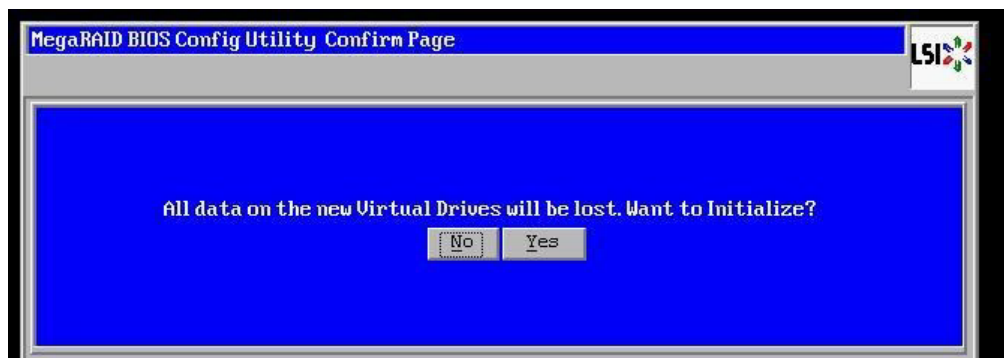 MegaRAID BIOS Config Utility Confirm Page
LSI
All data on the new Virtual Drives will be lost. Want to Initialize?
No
Yes